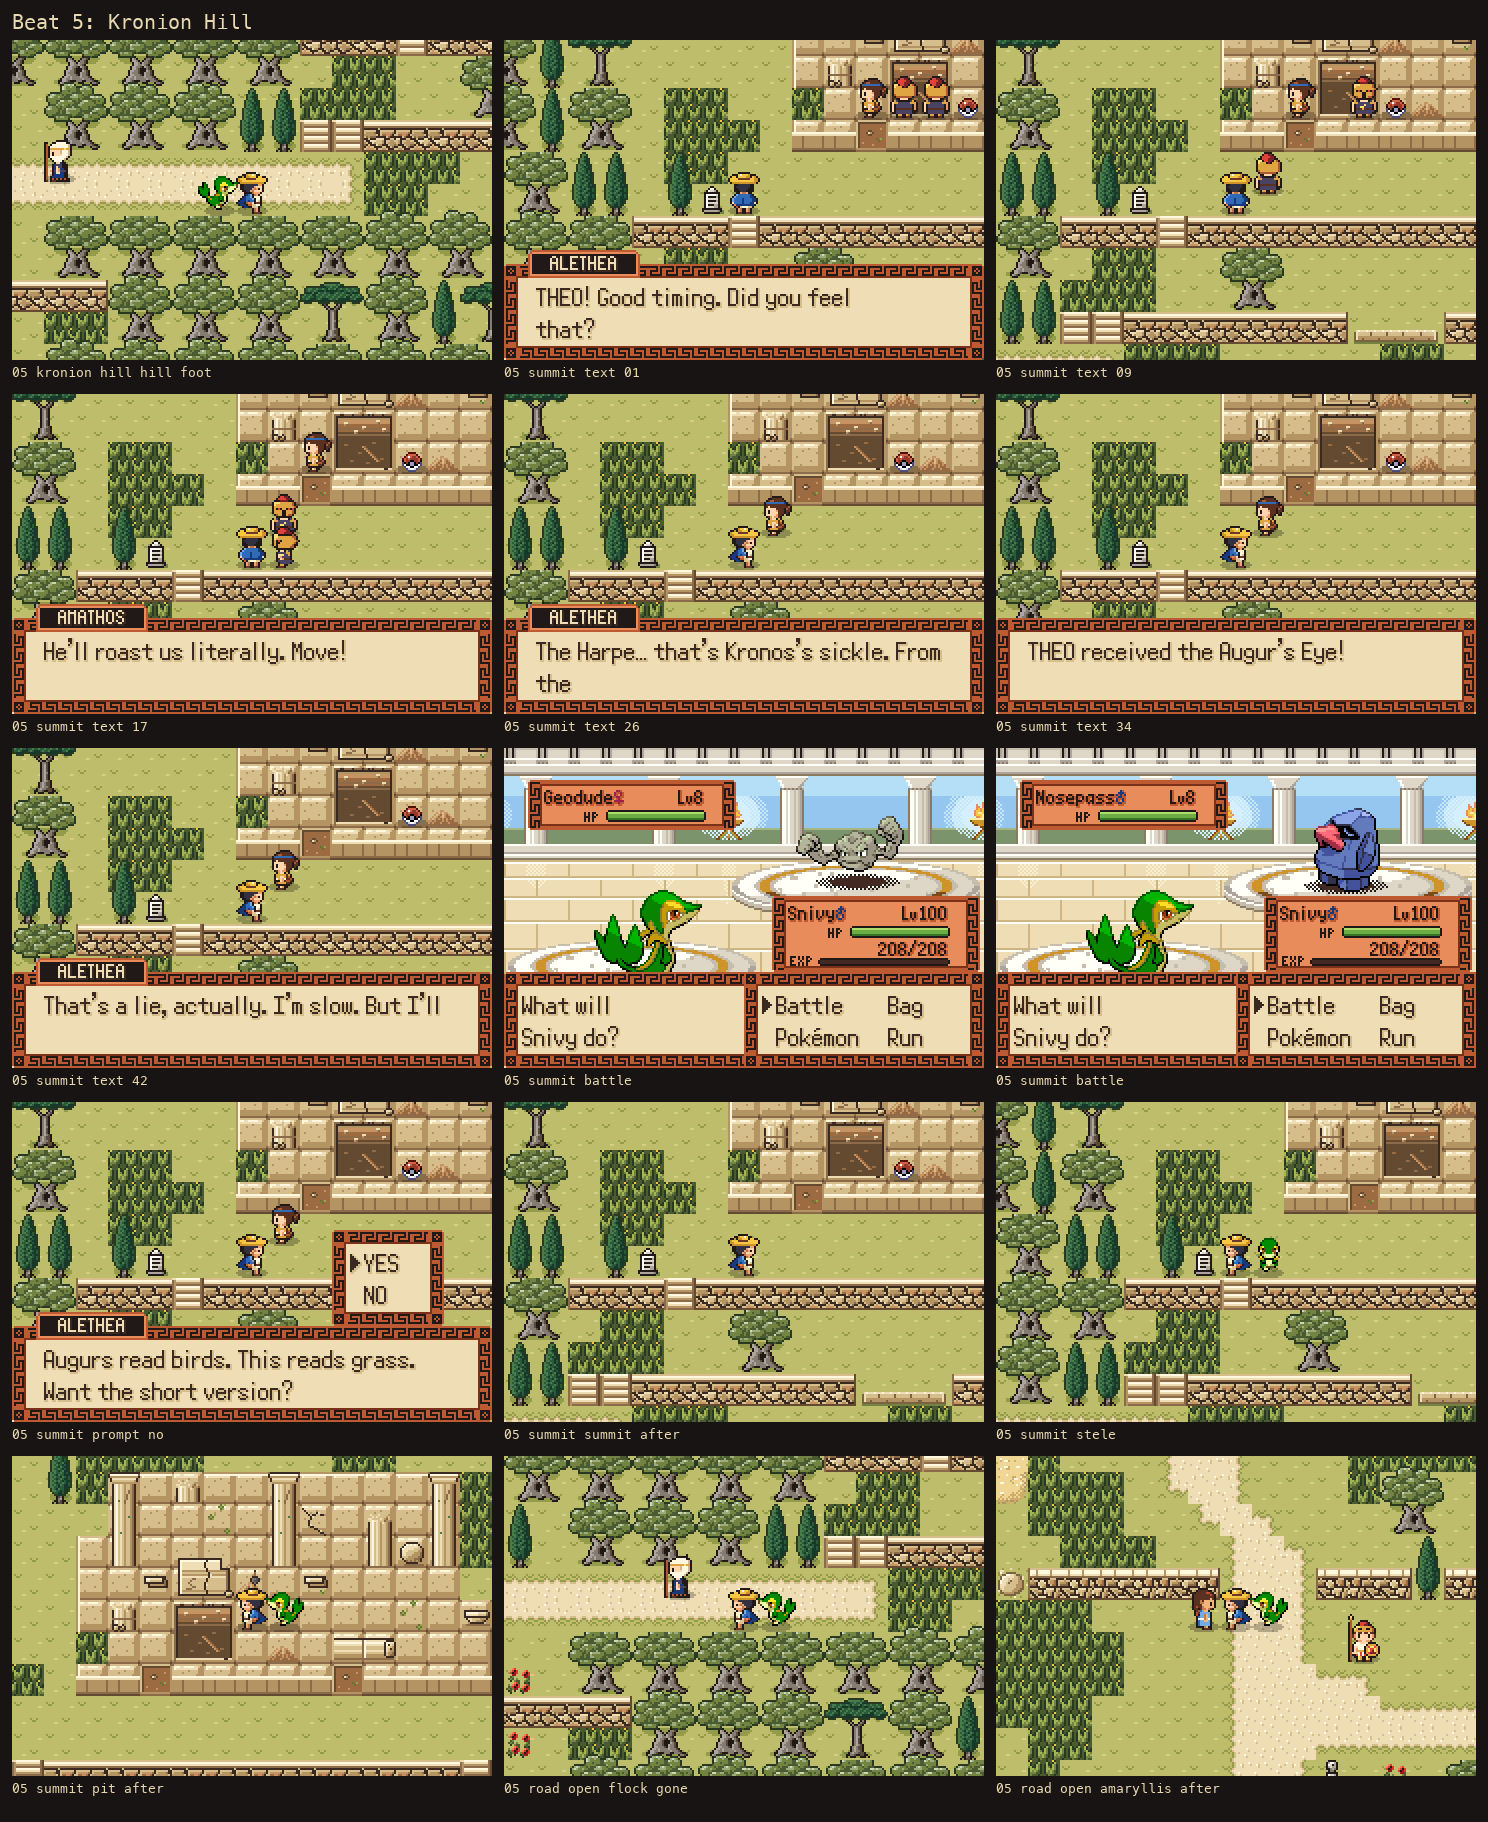 Beat 5: Kronion Hill
05 kronion hill hill foot
ALETHEA
THEO! Good timing. Did you feel
that?
05 summit text 01
05 summit text 09
AMATHOS
He'll roast us literally. Move!
05 summit text 17
ALETHEA
The Harpe… that's Kronos's sickle. From
the
05 summit text 26
THEO received the Augur's Eye!
05 summit text 34
ALETHEA
That's a lie, actually. I'm slow. But I'll
05 summit text 42
Geodude♀ Lv8
HP
Snivy♂ Lv100
HP
208/208
EXP
What will
Snivy do?
Battle Bag
Pokémon Run
05 summit battle
Nosepass♂ Lv8
HP
Snivy♂ Lv100
HP
208/208
EXP
What will
Snivy do?
Battle Bag
Pokémon Run
05 summit battle
YES
NO
ALETHEA
Augurs read birds. This reads grass.
Want the short version?
05 summit prompt no
05 summit summit after
05 summit stele
05 summit pit after
05 road open flock gone
05 road open amaryllis after